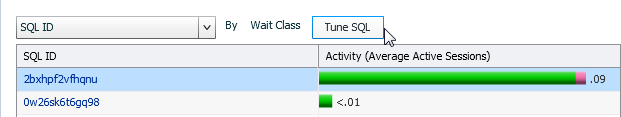 SQL ID By Wait Class Tune SQL
SQL ID Activity (Average Active Sessions)
2bxhpf2vfhqnu .09
0w26sk6t6gq98 <.01